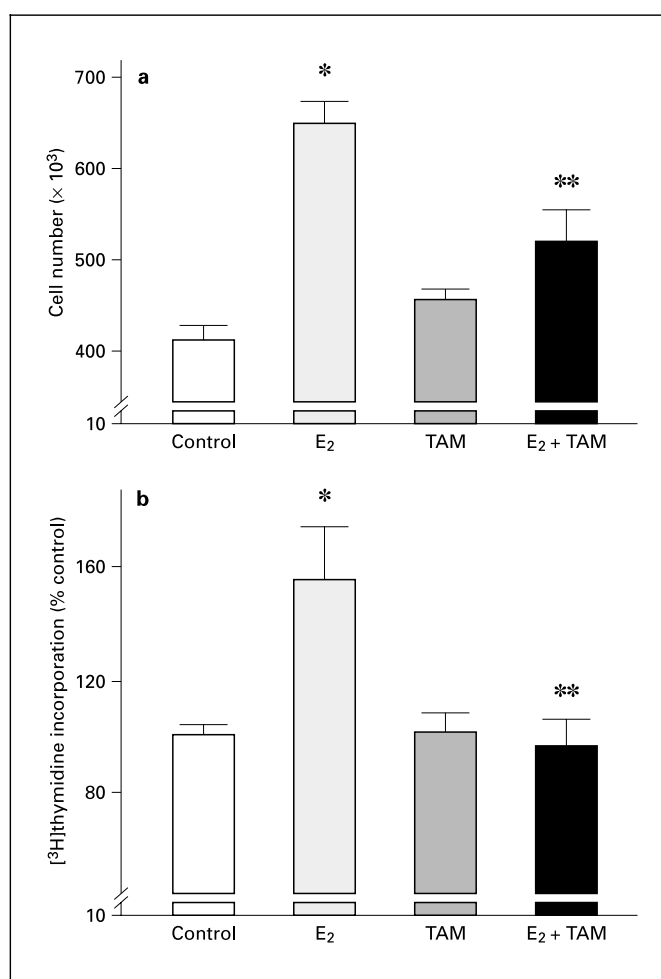 a
Cell number (× 10³)
700
600
500
400
10
*
**
Control E₂ TAM E₂ + TAM
b
[³H]thymidine incorporation (% control)
160
120
80
10
*
**
Control E₂ TAM E₂ + TAM